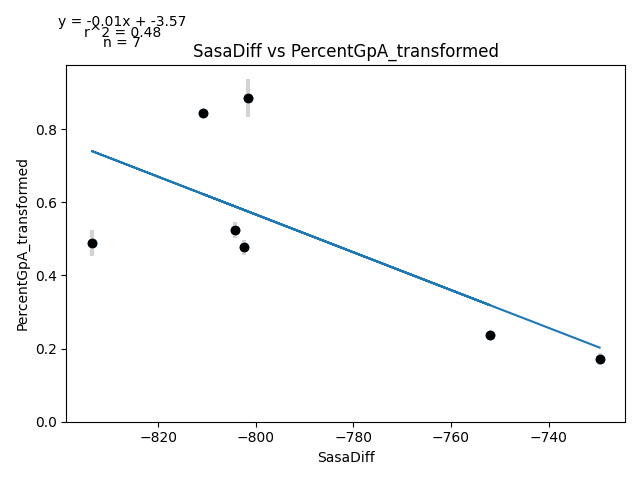 y = -0.01x + -3.57
r^2 = 0.48
n = 7
SasaDiff vs PercentGpA_transformed
PercentGpA_transformed
0.8
0.6
0.4
0.2
0.0
−820
−800
−780
−760
−740
SasaDiff